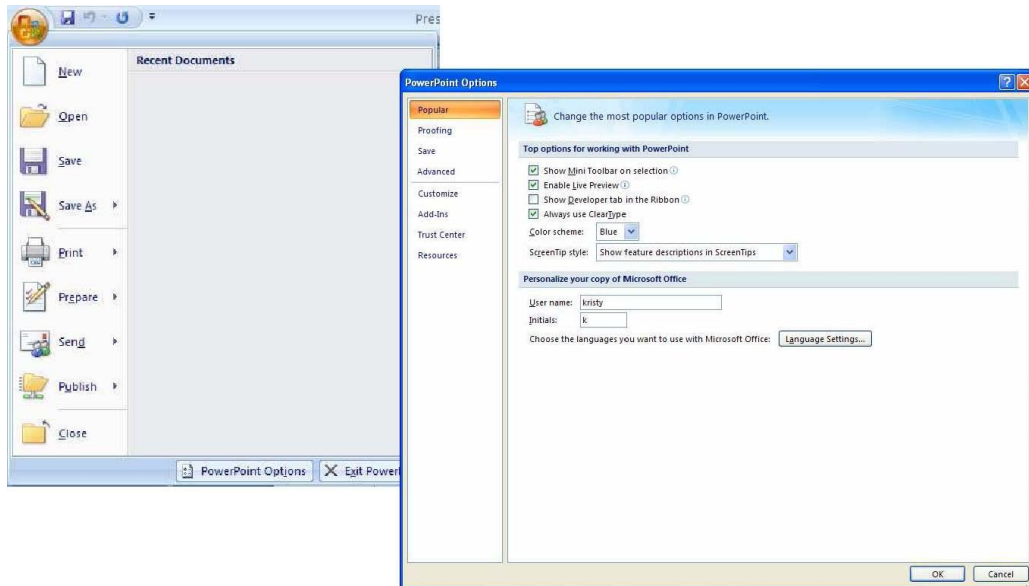 Pres
Recent Documents
New
Open
Save
Save As
Print
Prepare
Send
Publish
Close
PowerPoint Options
Exit Powerl
PowerPoint Options
Popular
Proofing
Save
Advanced
Customize
Add-Ins
Trust Center
Resources
Change the most popular options in PowerPoint.
Top options for working with PowerPoint
Show Mini Toolbar on selection
Enable Live Preview
Show Developer tab in the Ribbon
Always use ClearType
Color scheme: Blue
ScreenTip style: Show feature descriptions in ScreenTips
Personalize your copy of Microsoft Office
User name: kristy
Initials: k
Choose the languages you want to use with Microsoft Office: Language Settings...
OK Cancel